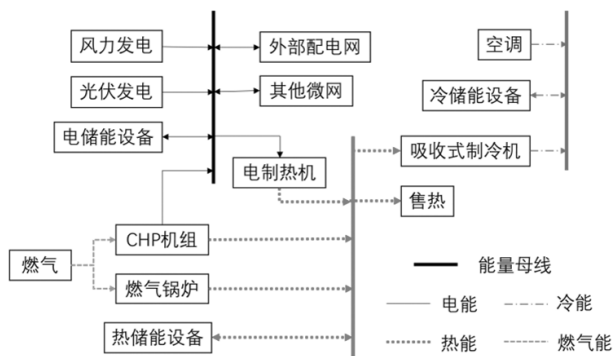 风力发电
外部配电网
空调
光伏发电
其他微网
冷储能设备
电储能设备
电制热机
吸收式制冷机
售热
CHP机组
燃气
燃气锅炉
热储能设备
能量母线
电能
冷能
热能
燃气能